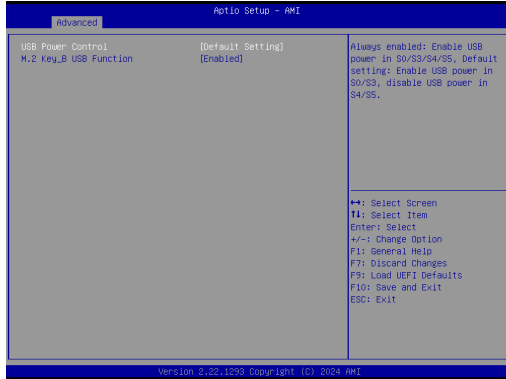 Aptio Setup - AMI
Advanced
USB Power Control [Default Setting]
M.2 Key_B USB Function [Enabled]
Always enabled: Enable USB
power in S0/S3/S4/S5, Default
setting: Enable USB power in
S0/S3, disable USB power in
S4/S5.
↔: Select Screen
↑↓: Select Item
Enter: Select
+/-: Change Option
F1: General Help
F7: Discard Changes
F9: Load UEFI Defaults
F10: Save and Exit
ESC: Exit
Version 2.22.1293 Copyright (C) 2024 AMI